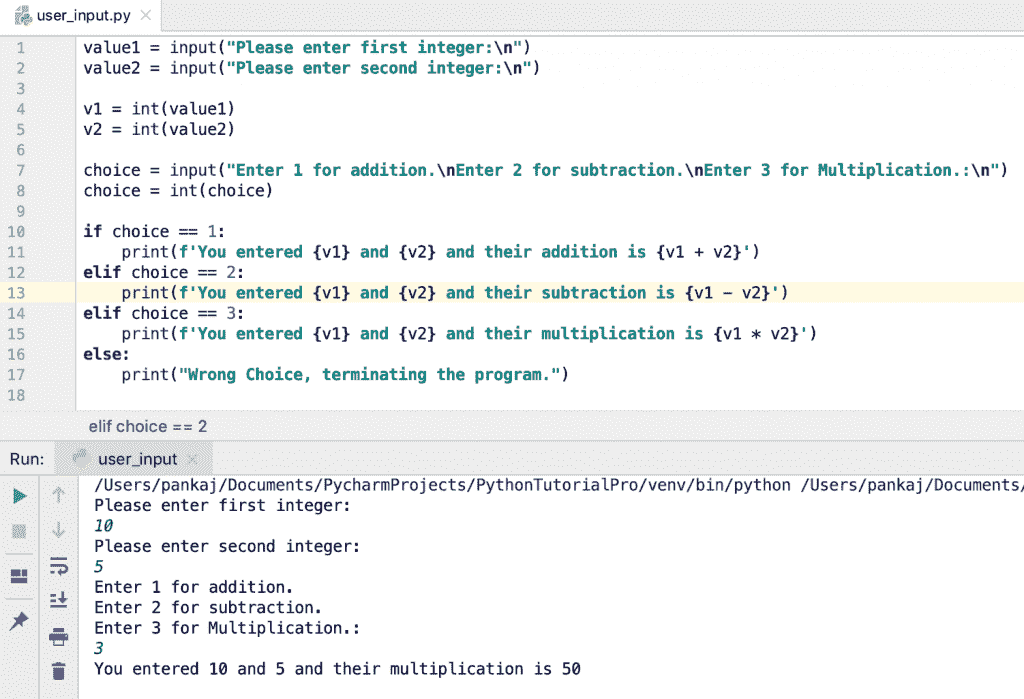 user_input.py
1 value1 = input("Please enter first integer:\n")
2 value2 = input("Please enter second integer:\n")
3
4 v1 = int(value1)
5 v2 = int(value2)
6
7 choice = input("Enter 1 for addition.\nEnter 2 for subtraction.\nEnter 3 for Multiplication.:\n")
8 choice = int(choice)
9
10 if choice == 1:
11     print(f'You entered {v1} and {v2} and their addition is {v1 + v2}')
12 elif choice == 2:
13     print(f'You entered {v1} and {v2} and their subtraction is {v1 - v2}')
14 elif choice == 3:
15     print(f'You entered {v1} and {v2} and their multiplication is {v1 * v2}')
16 else:
17     print("Wrong Choice, terminating the program.")
18
elif choice == 2
Run: user_input
/Users/pankaj/Documents/PycharmProjects/PythonTutorialPro/venv/bin/python /Users/pankaj/Documents/
Please enter first integer:
10
Please enter second integer:
5
Enter 1 for addition.
Enter 2 for subtraction.
Enter 3 for Multiplication.:
3
You entered 10 and 5 and their multiplication is 50